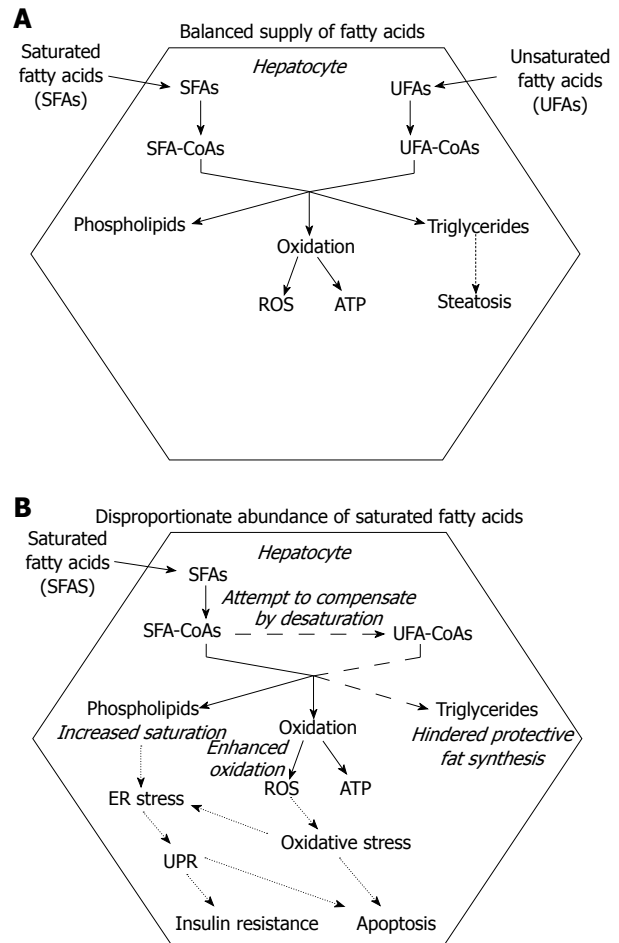 A
Balanced supply of fatty acids
Saturated
fatty acids
(SFAs)
Unsaturated
fatty acids
(UFAs)
Hepatocyte
SFAs
UFAs
SFA-CoAs
UFA-CoAs
Phospholipids
Triglycerides
Oxidation
ROS
ATP
Steatosis
B
Disproportionate abundance of saturated fatty acids
Saturated
fatty acids
(SFAS)
Hepatocyte
SFAs
Attempt to compensate
by desaturation
SFA-CoAs
UFA-CoAs
Phospholipids
Increased saturation
Triglycerides
Hindered protective
fat synthesis
Oxidation
Enhanced
oxidation
ROS
ATP
ER stress
Oxidative stress
UPR
Insulin resistance
Apoptosis